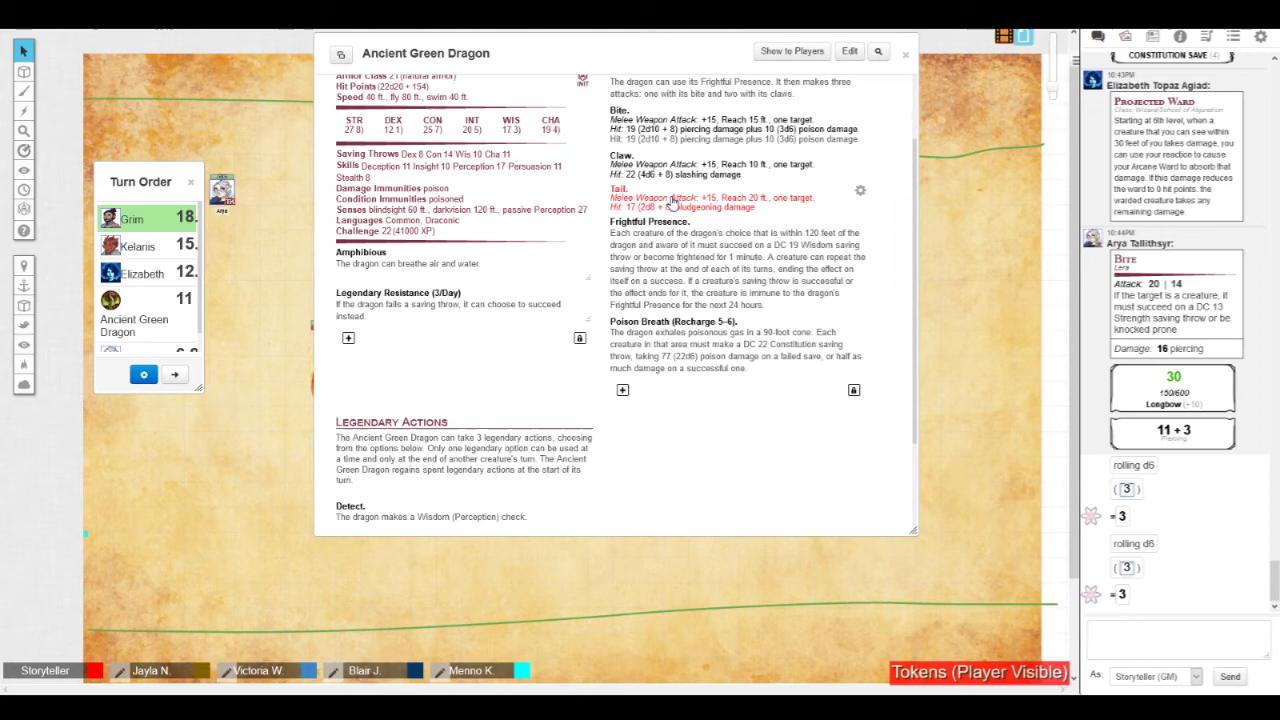 Ancient Green Dragon
Show to Players
Edit
Armor Class 21 (natural armor)
Hit Points (22d20 + 154)
Speed 40 ft., fly 80 ft., swim 40 ft.
INIT
STR DEX CON INT WIS CHA
27 8) 12 1) 25 7) 20 5) 17 3) 19 4)
Saving Throws Dex 8 Con 14 Wis 10 Cha 11
Skills Deception 11 Insight 10 Perception 17 Persuasion 11
Stealth 8
Damage Immunities poison
Condition Immunities poisoned
Senses blindsight 60 ft., darkvision 120 ft., passive Perception 27
Languages Common, Draconic
Challenge 22 (41000 XP)
Amphibious
The dragon can breathe air and water.
Legendary Resistance (3/Day)
If the dragon fails a saving throw, it can choose to succeed
instead.
Legendary Actions
The Ancient Green Dragon can take 3 legendary actions, choosing
from the options below. Only one legendary option can be used at
a time and only at the end of another creature's turn. The Ancient
Green Dragon regains spent legendary actions at the start of its
turn.
Detect.
The dragon makes a Wisdom (Perception) check.
The dragon can use its Frightful Presence. It then makes three
attacks: one with its bite and two with its claws.
Bite.
Melee Weapon Attack: +15, Reach 15 ft., one target.
Hit: 19 (2d10 + 8) piercing damage plus 10 (3d6) poison damage
Hit: 19 (2d10 + 8) piercing damage plus 10 (3d6) poison damage
Claw.
Melee Weapon Attack: +15, Reach 10 ft., one target.
Hit: 22 (4d6 + 8) slashing damage
Tail.
Melee Weapon Attack: +15, Reach 20 ft., one target.
Hit: 17 (2d8 + 8 bludgeoning damage
Frightful Presence.
Each creature of the dragon's choice that is within 120 feet of the
dragon and aware of it must succeed on a DC 19 Wisdom saving
throw or become frightened for 1 minute. A creature can repeat the
saving throw at the end of each of its turns, ending the effect on
itself on a success. If a creature's saving throw is successful or
the effect ends for it, the creature is immune to the dragon's
Frightful Presence for the next 24 hours.
Poison Breath (Recharge 5-6).
The dragon exhales poisonous gas in a 90-foot cone. Each
creature in that area must make a DC 22 Constitution saving
throw, taking 77 (22d6) poison damage on a failed save, or half as
much damage on a successful one.
Turn Order
Grim 18.
Kelariis 15.
Elizabeth 12.
11
Ancient Green
Dragon
Arya
CONSTITUTION SAVE (4)
10:43PM
Elizabeth Topaz Agiad:
Projected Ward
Class: Wizard/School of Abjuration
Starting at 6th level, when a
creature that you can see within
30 feet of you takes damage, you
can use your reaction to cause
your Arcane Ward to absorb that
damage. If this damage reduces
the ward to 0 hit points, the
warded creature takes any
remaining damage.
10:44PM
Arya Tallithsyr:
Bite
Lera
Attack: 20 | 14
If the target is a creature, it
must succeed on a DC 13
Strength saving throw or be
knocked prone
Damage: 16 piercing
30
150/600
Longbow (+10)
11 + 3
Piercing
rolling d6
(3)
=3
rolling d6
(3)
=3
Storyteller
Jayla N.
Victoria W.
Blair J.
Menno K.
Tokens (Player Visible)
As:
Storyteller (GM)
Send